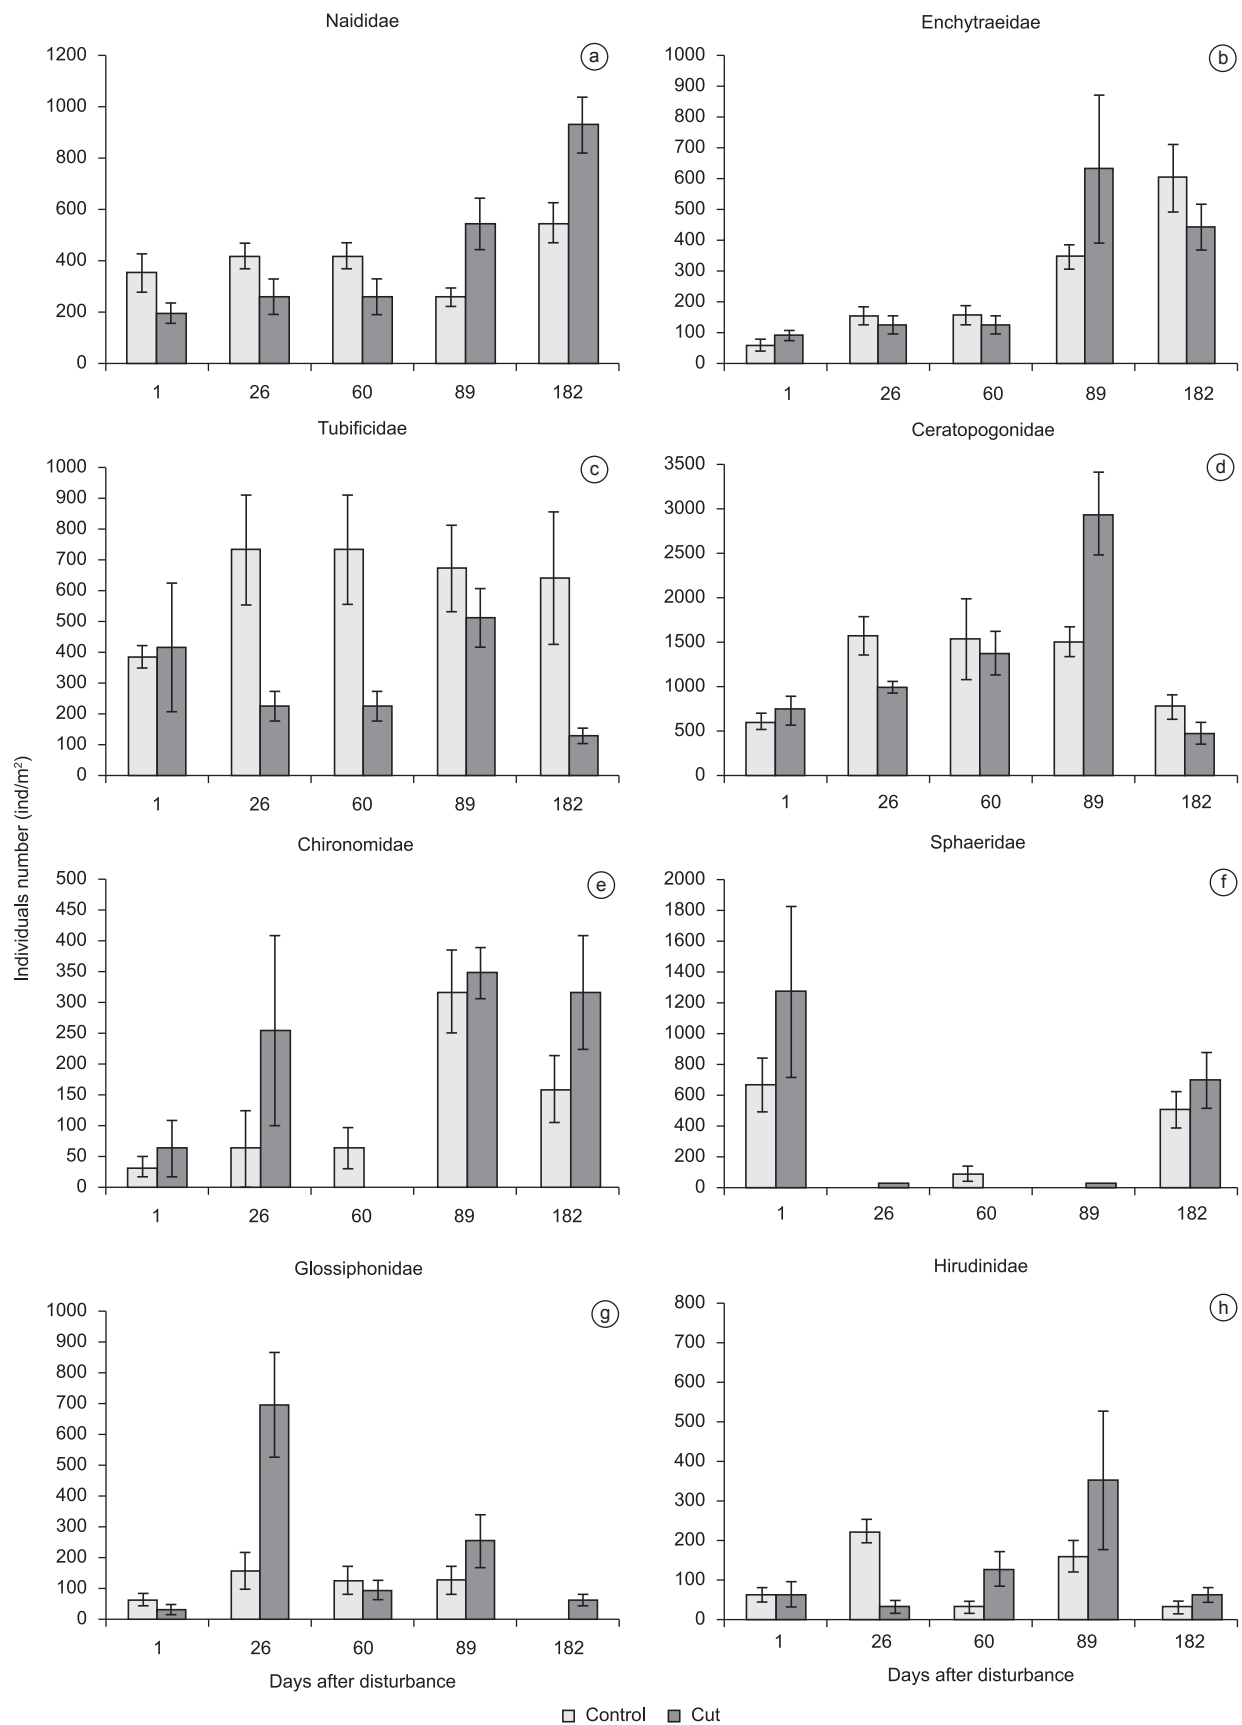 Naididae
a
1200
1000
800
600
400
200
0
1 26 60 89 182
Enchytraeidae
b
1000
900
800
700
600
500
400
300
200
100
0
1 26 60 89 182
Tubificidae
c
1000
900
800
700
600
500
400
300
200
100
0
1 26 60 89 182
Ceratopogonidae
d
3500
3000
2500
2000
1500
1000
500
0
1 26 60 89 182
Individuals number (ind/m²)
Chironomidae
e
500
450
400
350
300
250
200
150
100
50
0
1 26 60 89 182
Sphaeridae
f
2000
1800
1600
1400
1200
1000
800
600
400
200
0
1 26 60 89 182
Glossiphonidae
g
1000
900
800
700
600
500
400
300
200
100
0
1 26 60 89 182
Days after disturbance
Hirudinidae
h
800
700
600
500
400
300
200
100
0
1 26 60 89 182
Days after disturbance
Control Cut